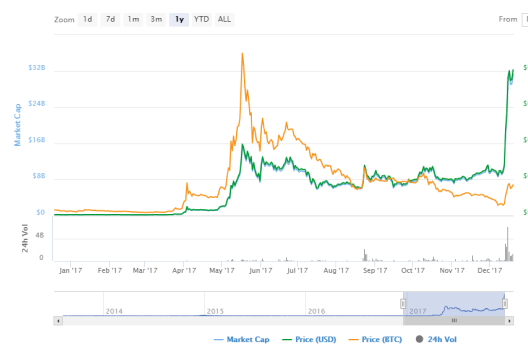 Zoom 1d 7d 1m 3m 1y YTD ALL From
$32B
$24B
$16B
$8B
$0
Market Cap
4B
0
24h Vol
Jan '17 Feb '17 Mar '17 Apr '17 May '17 Jun '17 Jul '17 Aug '17 Sep '17 Oct '17 Nov '17 Dec '17
2014 2015 2016 2017
Market Cap Price (USD) Price (BTC) 24h Vol